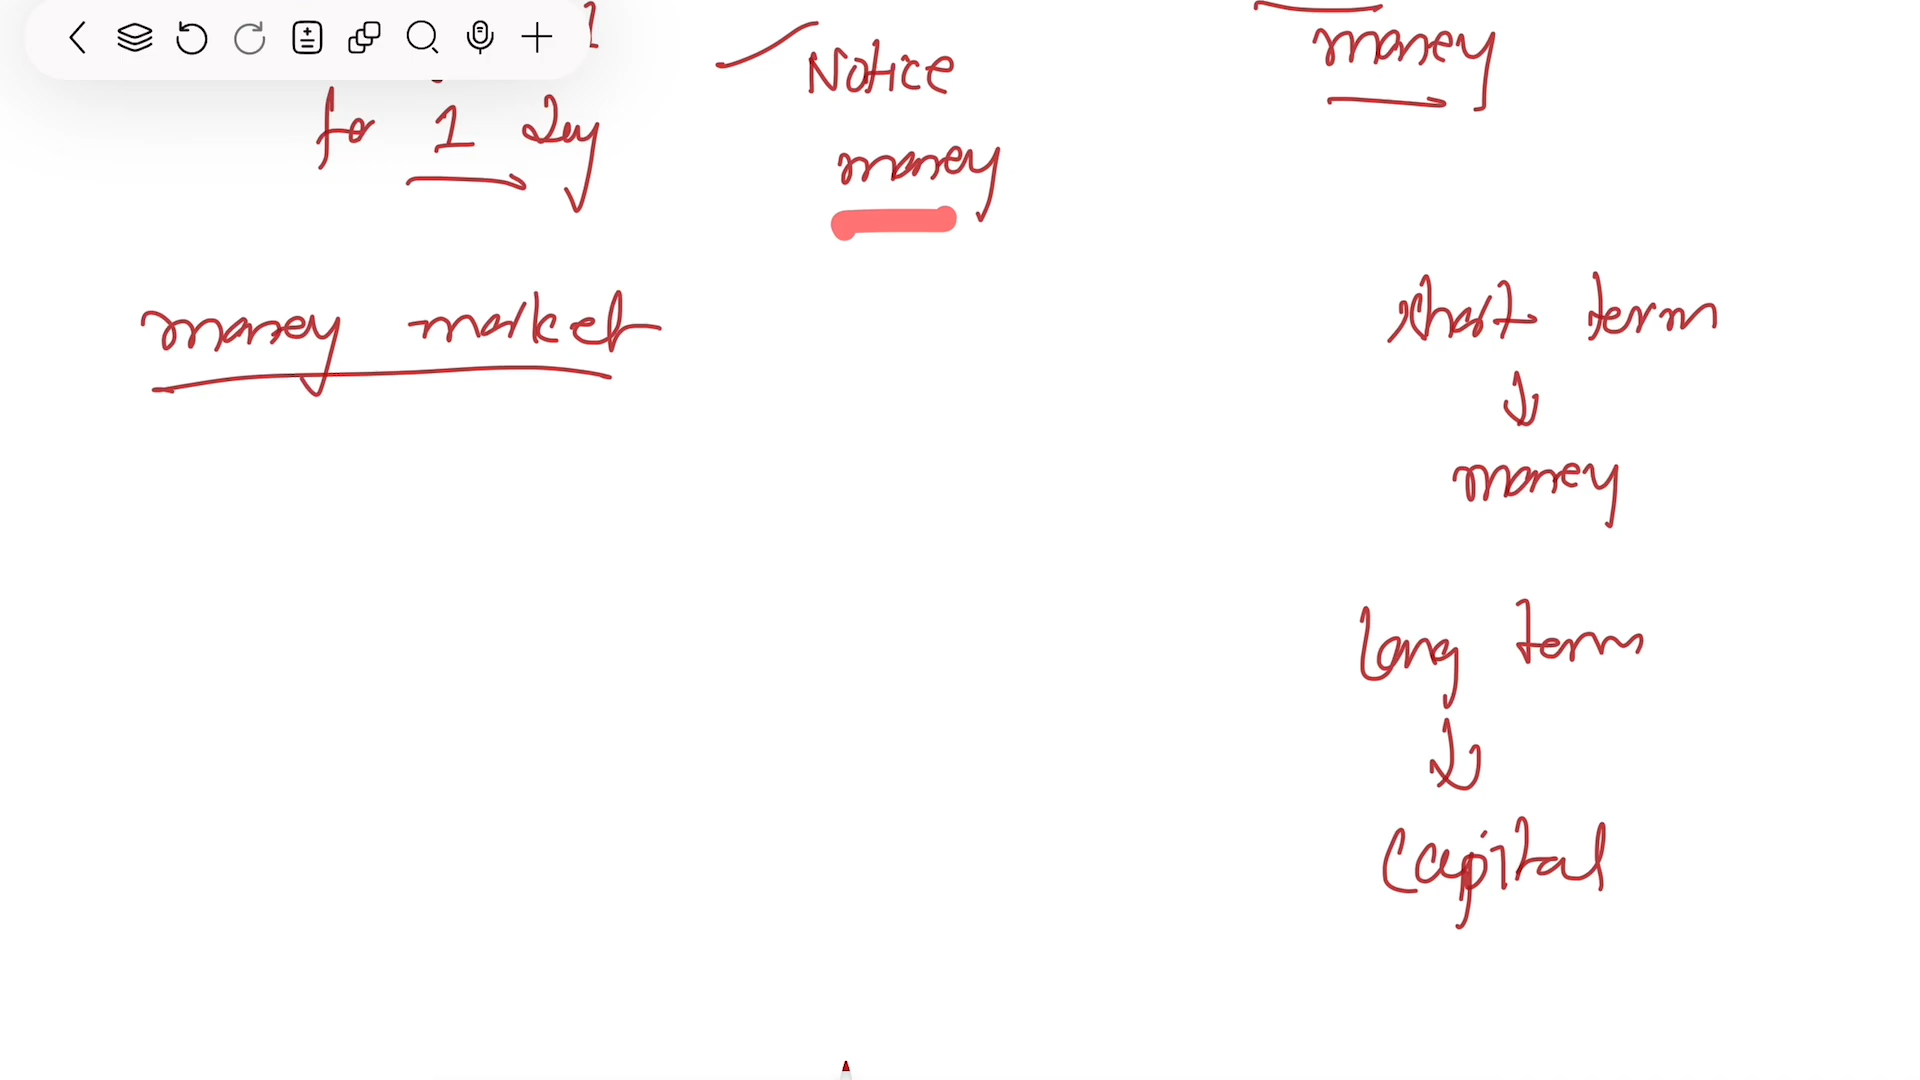 for 1 Day
Notice
money
money
money market
short term
money
long term
capital